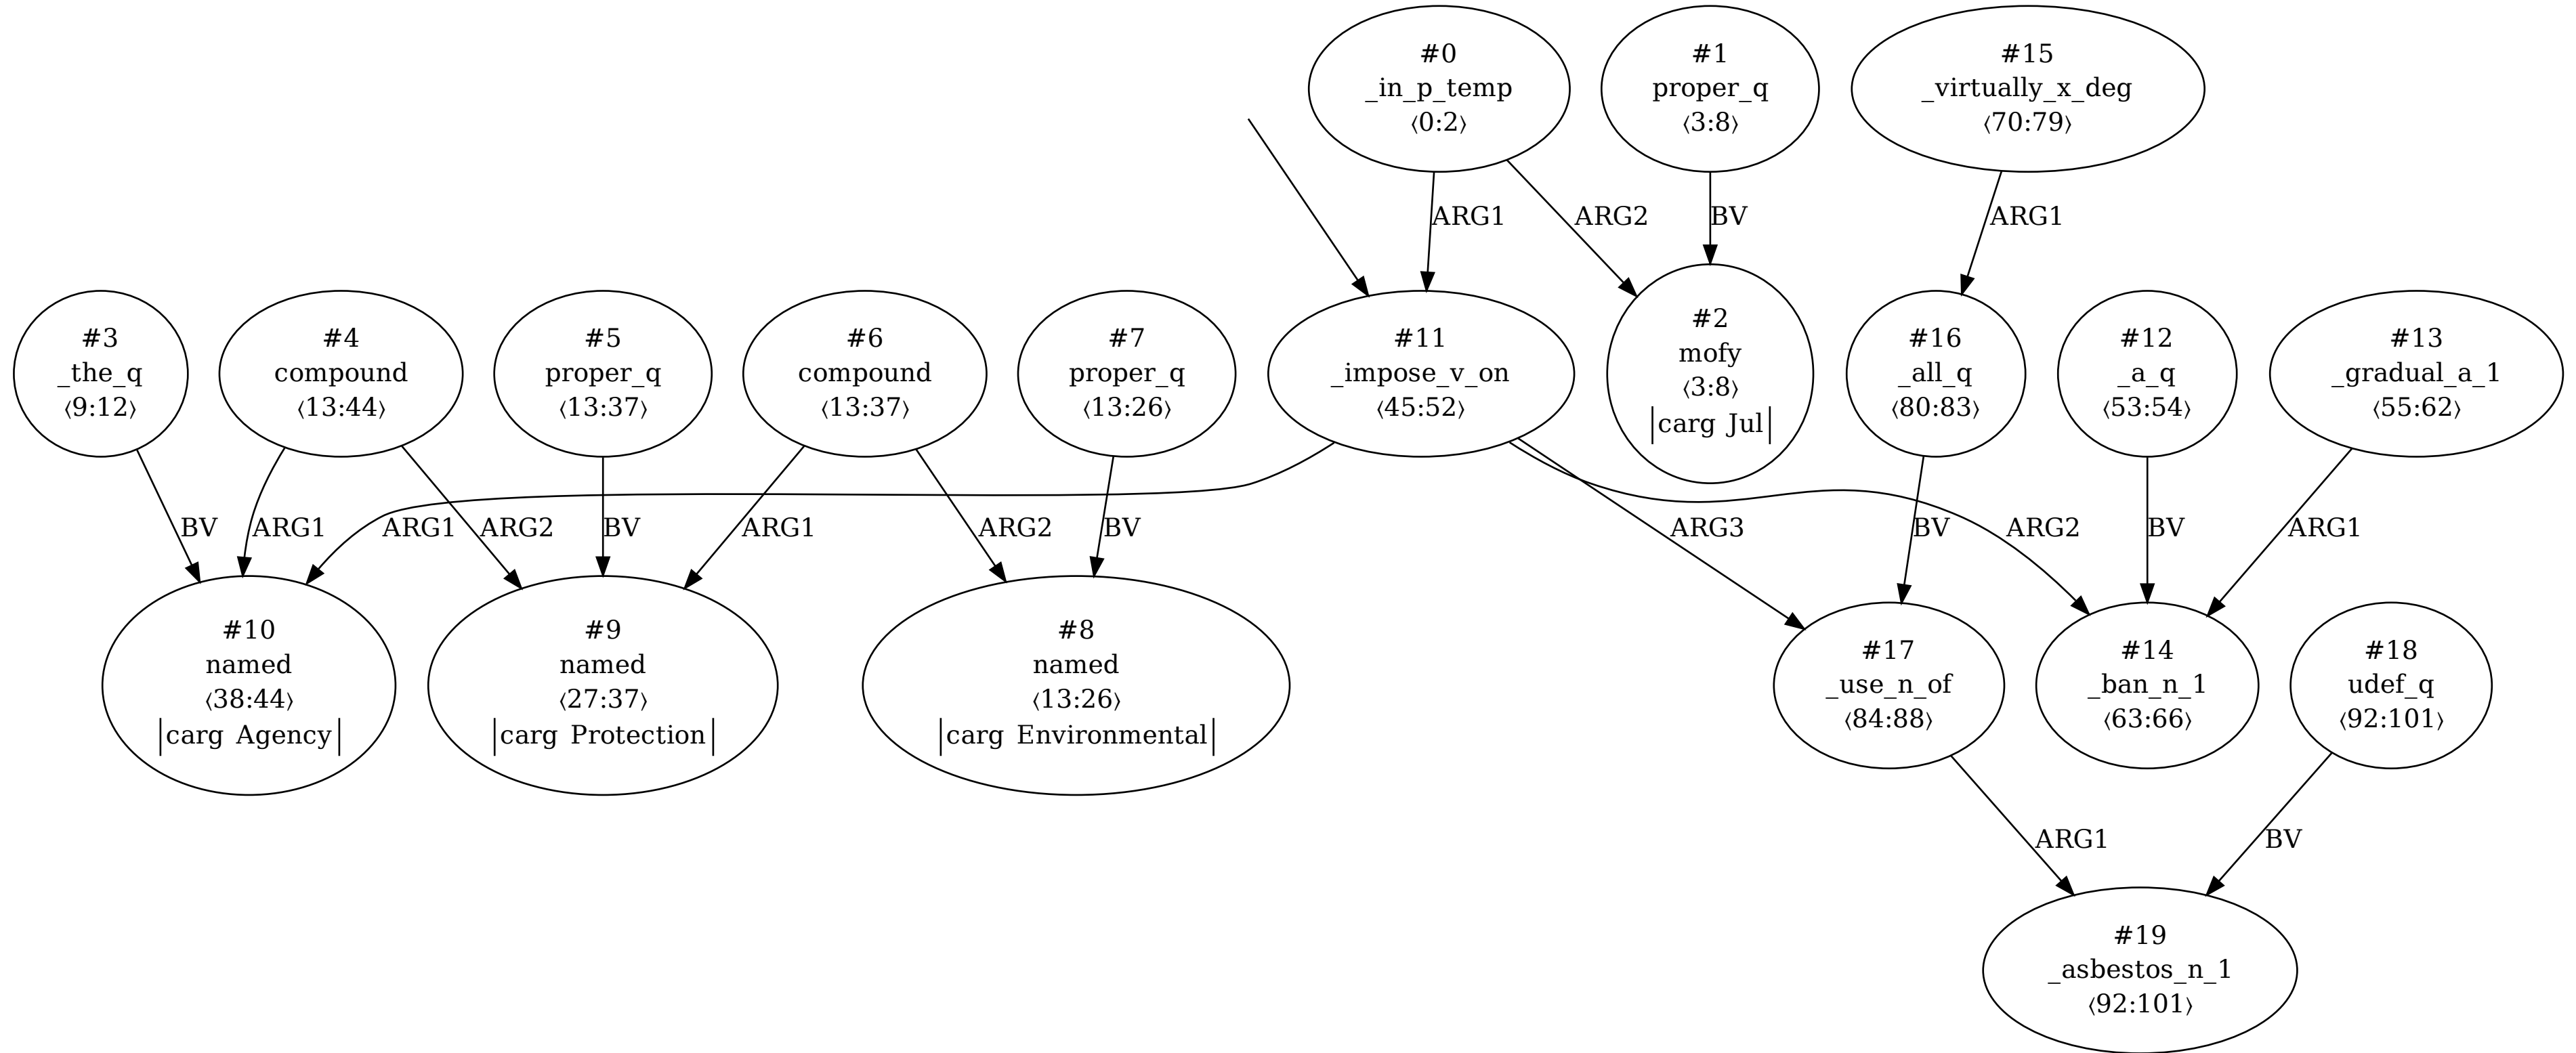 #0
_in_p_temp
⟨0:2⟩
#1
proper_q
⟨3:8⟩
#15
_virtually_x_deg
⟨70:79⟩
ARG1
ARG2
BV
ARG1
#3
_the_q
⟨9:12⟩
#4
compound
⟨13:44⟩
#5
proper_q
⟨13:37⟩
#6
compound
⟨13:37⟩
#7
proper_q
⟨13:26⟩
#11
_impose_v_on
⟨45:52⟩
#2
mofy
⟨3:8⟩
|carg Jul|
#16
_all_q
⟨80:83⟩
#12
_a_q
⟨53:54⟩
#13
_gradual_a_1
⟨55:62⟩
BV
ARG1
ARG1
ARG2
BV
ARG1
ARG2
BV
ARG3
BV
ARG2
BV
ARG1
#10
named
⟨38:44⟩
|carg Agency|
#9
named
⟨27:37⟩
|carg Protection|
#8
named
⟨13:26⟩
|carg Environmental|
#17
_use_n_of
⟨84:88⟩
#14
_ban_n_1
⟨63:66⟩
#18
udef_q
⟨92:101⟩
ARG1
BV
#19
_asbestos_n_1
⟨92:101⟩